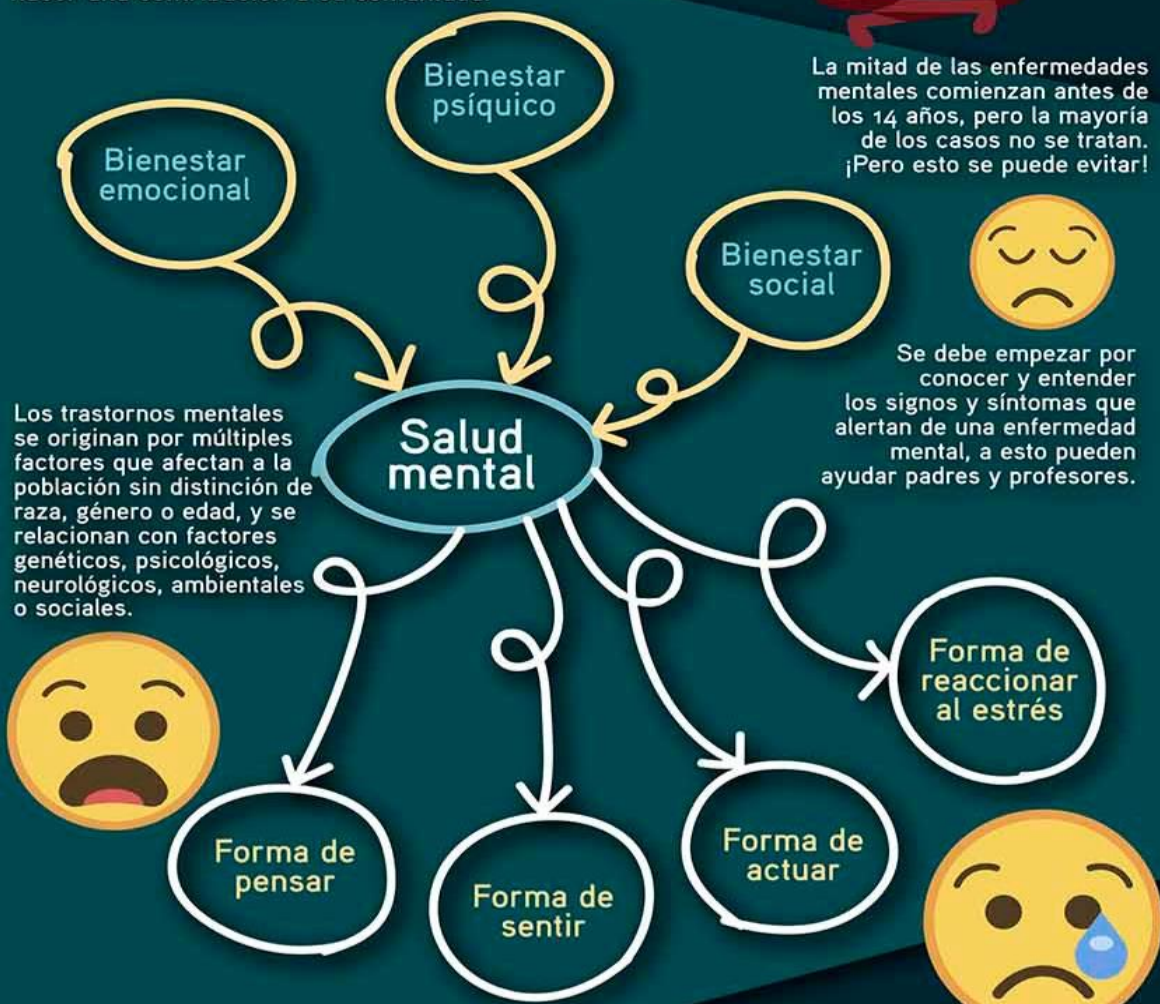 Bienestar
psíquico
La mitad de las enfermedades
mentales comienzan antes de
los 14 años, pero la mayoría
de los casos no se tratan.
¡Pero esto se puede evitar!
Bienestar
emocional
Bienestar
social
Se debe empezar por
conocer y entender
los signos y síntomas que
alertan de una enfermedad
mental, a esto pueden
ayudar padres y profesores.
Los trastornos mentales
se originan por múltiples
factores que afectan a la
población sin distinción de
raza, género o edad, y se
relacionan con factores
genéticos, psicológicos,
neurológicos, ambientales
o sociales.
Salud
mental
Forma de
reaccionar
al estrés
Forma de
pensar
Forma de
sentir
Forma de
actuar